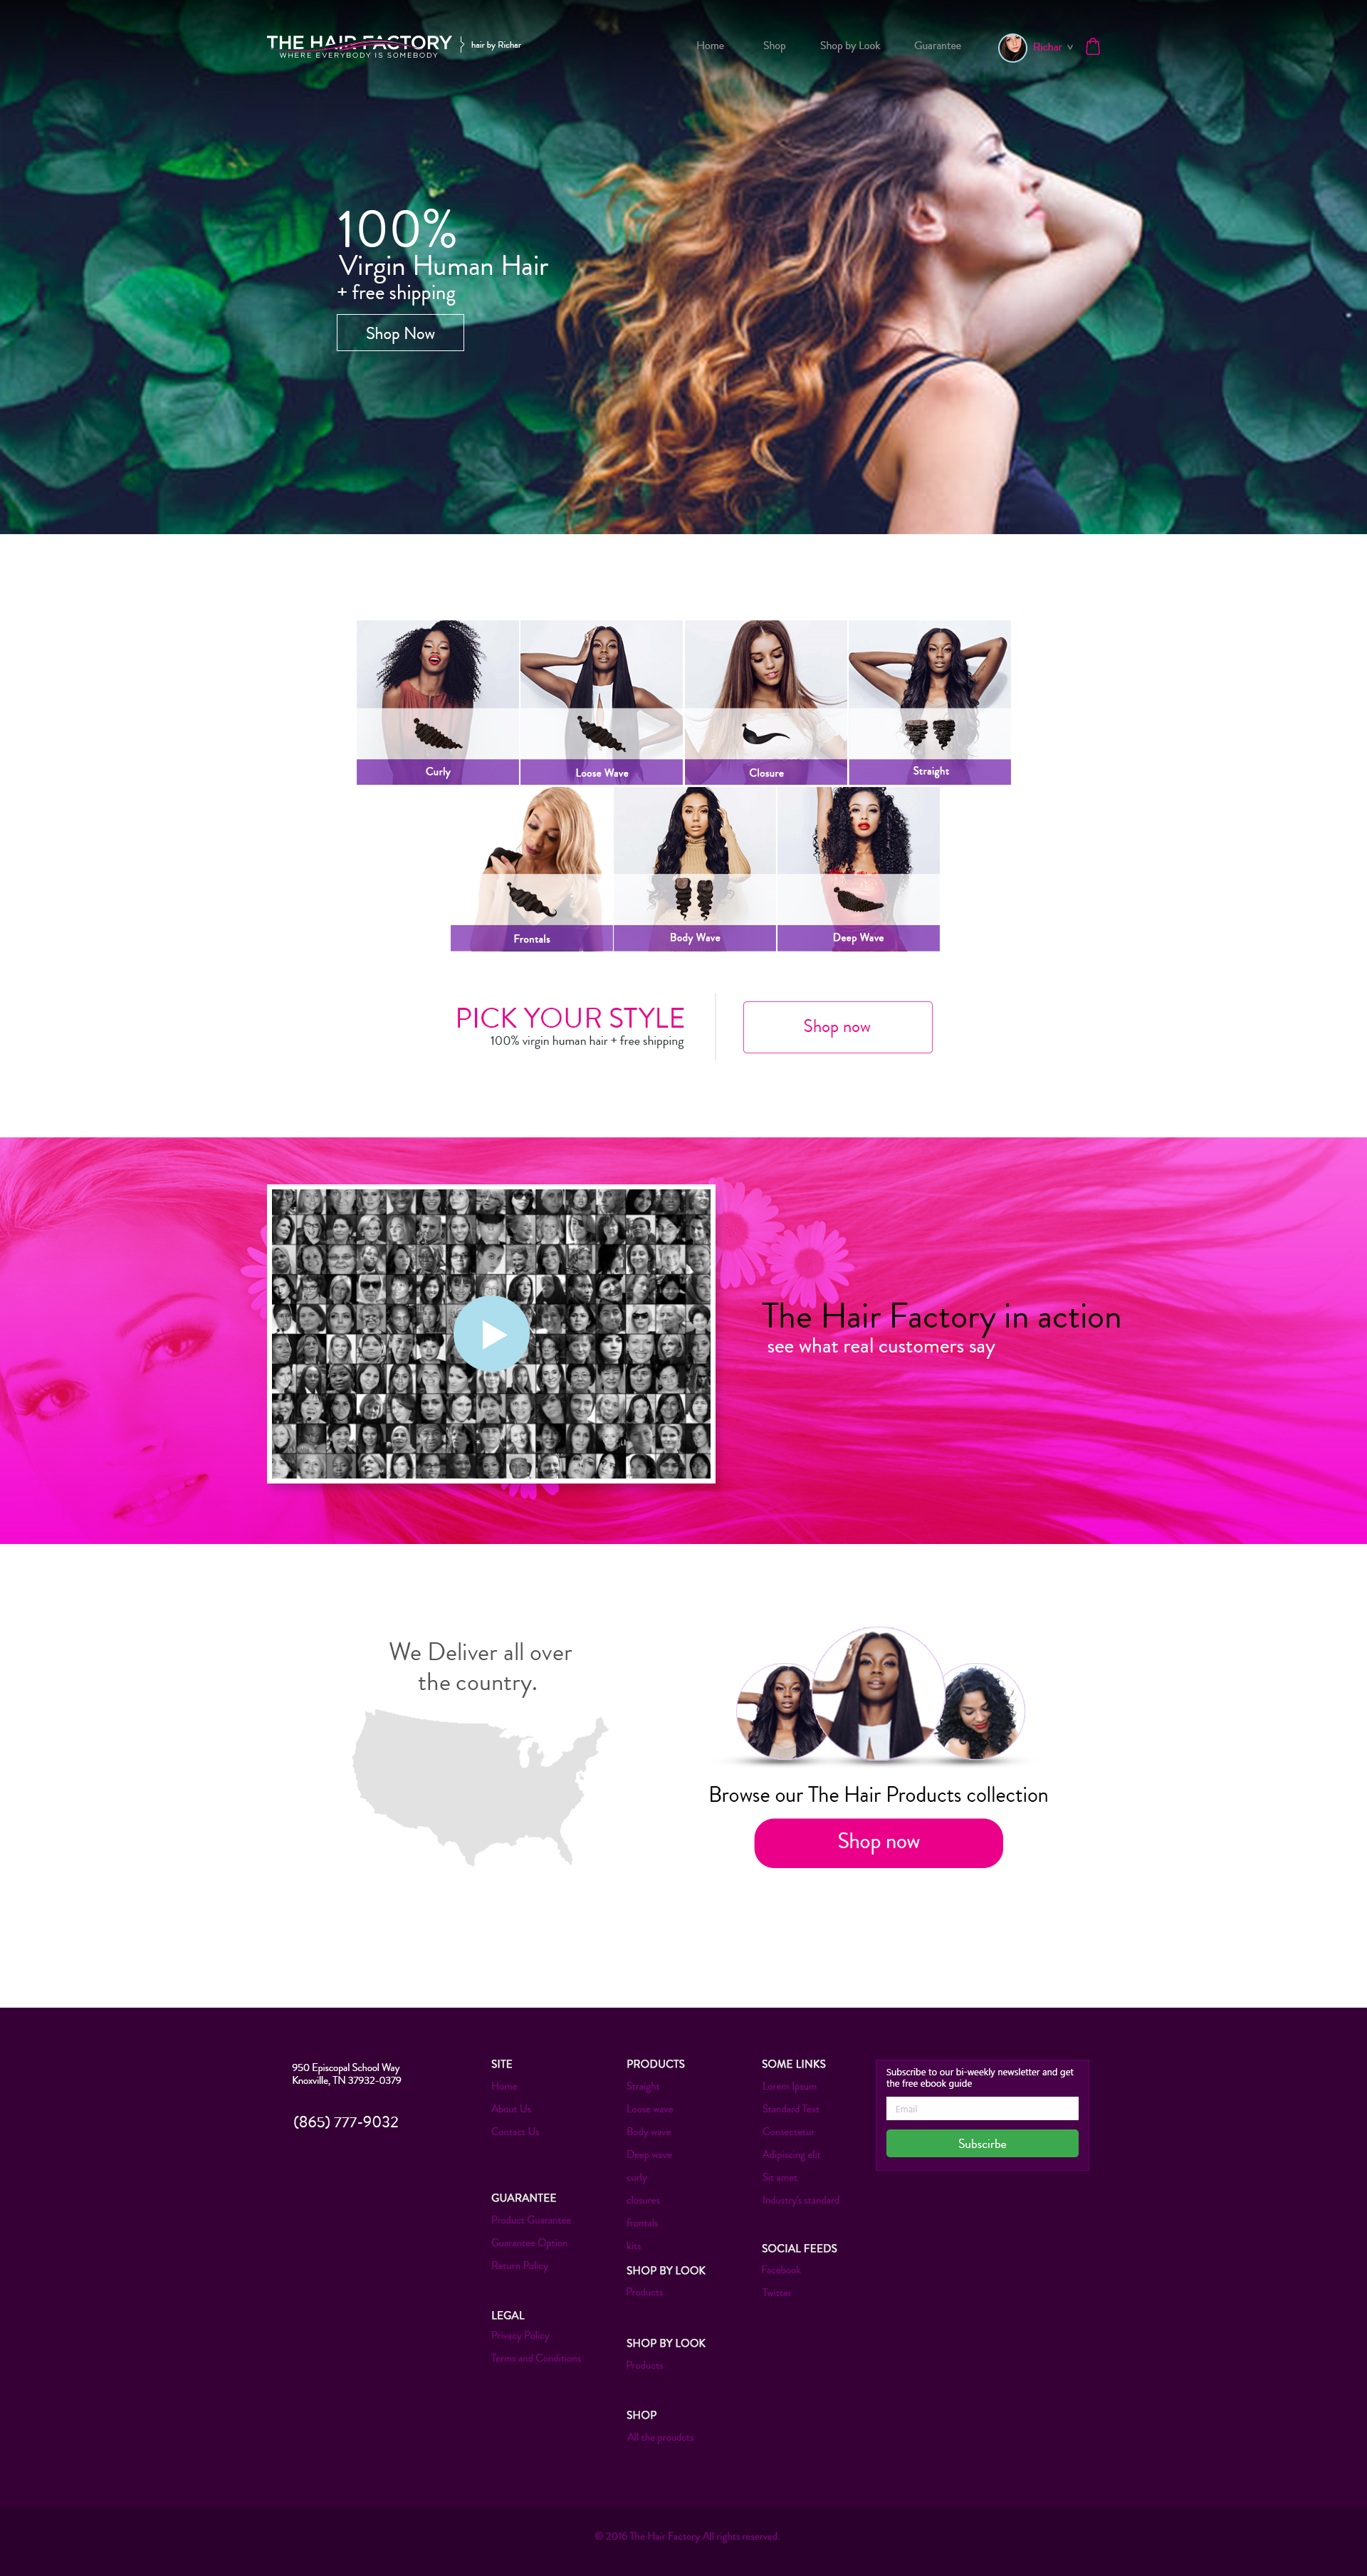 THE HAIR FACTORY
WHERE EVERYBODY IS SOMEBODY
hair by Richar
Home
Shop
Shop by Look
Guarantee
Richar
100%
Virgin Human Hair
+ free shipping
Shop Now
Curly
Loose Wave
Closure
Straight
Frontals
Body Wave
Deep Wave
PICK YOUR STYLE
100% virgin human hair + free shipping
Shop now
The Hair Factory in action
see what real customers say
We Deliver all over
the country.
Browse our The Hair Products collection
Shop now
950 Episcopal School Way
Knoxville, TN 37932-0379
(865) 777-9032
SITE
Home
About Us
Contact Us
GUARANTEE
Product Guarantee
Guarantee Option
Return Policy
LEGAL
Privacy Policy
Terms and Conditions
PRODUCTS
Straight
Loose wave
Body wave
Deep wave
curly
closures
frontals
kits
SHOP BY LOOK
Products
SHOP BY LOOK
Products
SHOP
All the proudcts
SOME LINKS
Lorem Ipsum
Standard Text
Consectetur
Adipiscing elit
Sit amet
Industry's standard
SOCIAL FEEDS
Facebook
Twitter
Subscribe to our bi-weekly newsletter and get
the free ebook guide
Email
Subscirbe
© 2016 The Hair Factory All rights reserved.